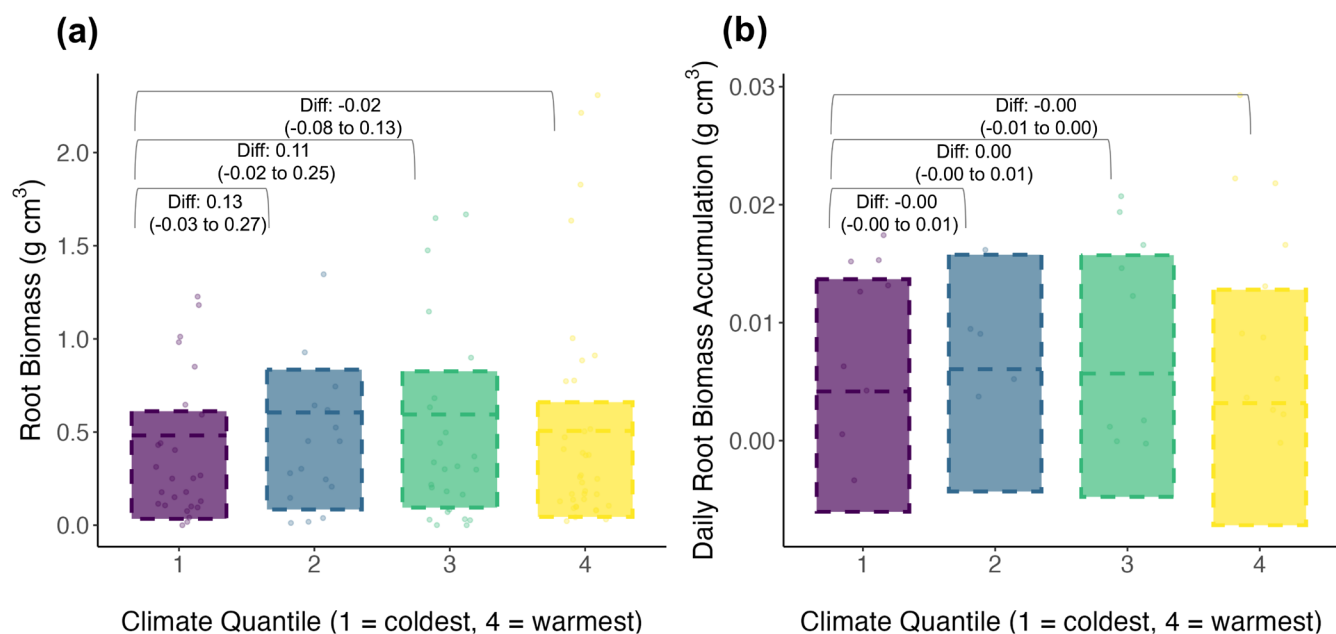 (a)
Root Biomass (g cm³)
2.0
1.5
1.0
0.5
0.0
Diff: -0.02
(-0.08 to 0.13)
Diff: 0.11
(-0.02 to 0.25)
Diff: 0.13
(-0.03 to 0.27)
1 2 3 4
Climate Quantile (1 = coldest, 4 = warmest)
(b)
Daily Root Biomass Accumulation (g cm³)
0.03
0.02
0.01
0.00
Diff: -0.00
(-0.01 to 0.00)
Diff: 0.00
(-0.00 to 0.01)
Diff: -0.00
(-0.00 to 0.01)
1 2 3 4
Climate Quantile (1 = coldest, 4 = warmest)